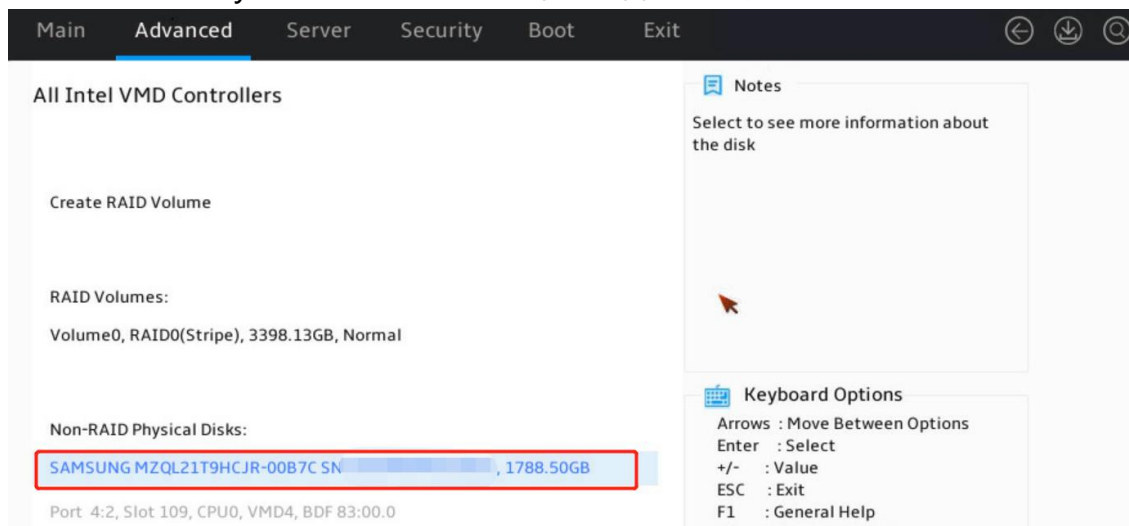 Main Advanced Server Security Boot Exit
All Intel VMD Controllers
Create RAID Volume
RAID Volumes:
Volume0, RAID0(Stripe), 3398.13GB, Normal
Non-RAID Physical Disks:
SAMSUNG MZQL21T9HCJR-00B7C SN , 1788.50GB
Port 4:2, Slot 109, CPU0, VMD4, BDF 83:00.0
Notes
Select to see more information about
the disk
Keyboard Options
Arrows : Move Between Options
Enter : Select
+/- : Value
ESC : Exit
F1 : General Help